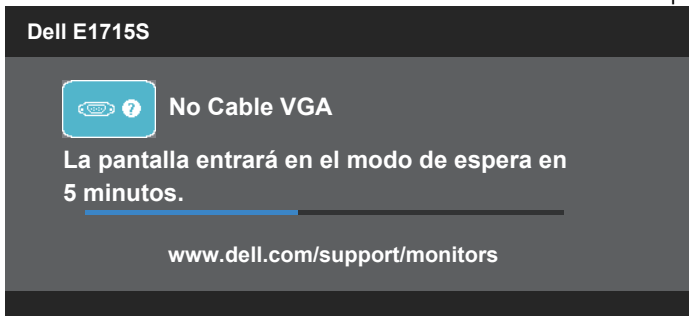 Dell E1715S
No Cable VGA
La pantalla entrará en el modo de espera en
5 minutos.
www.dell.com/support/monitors